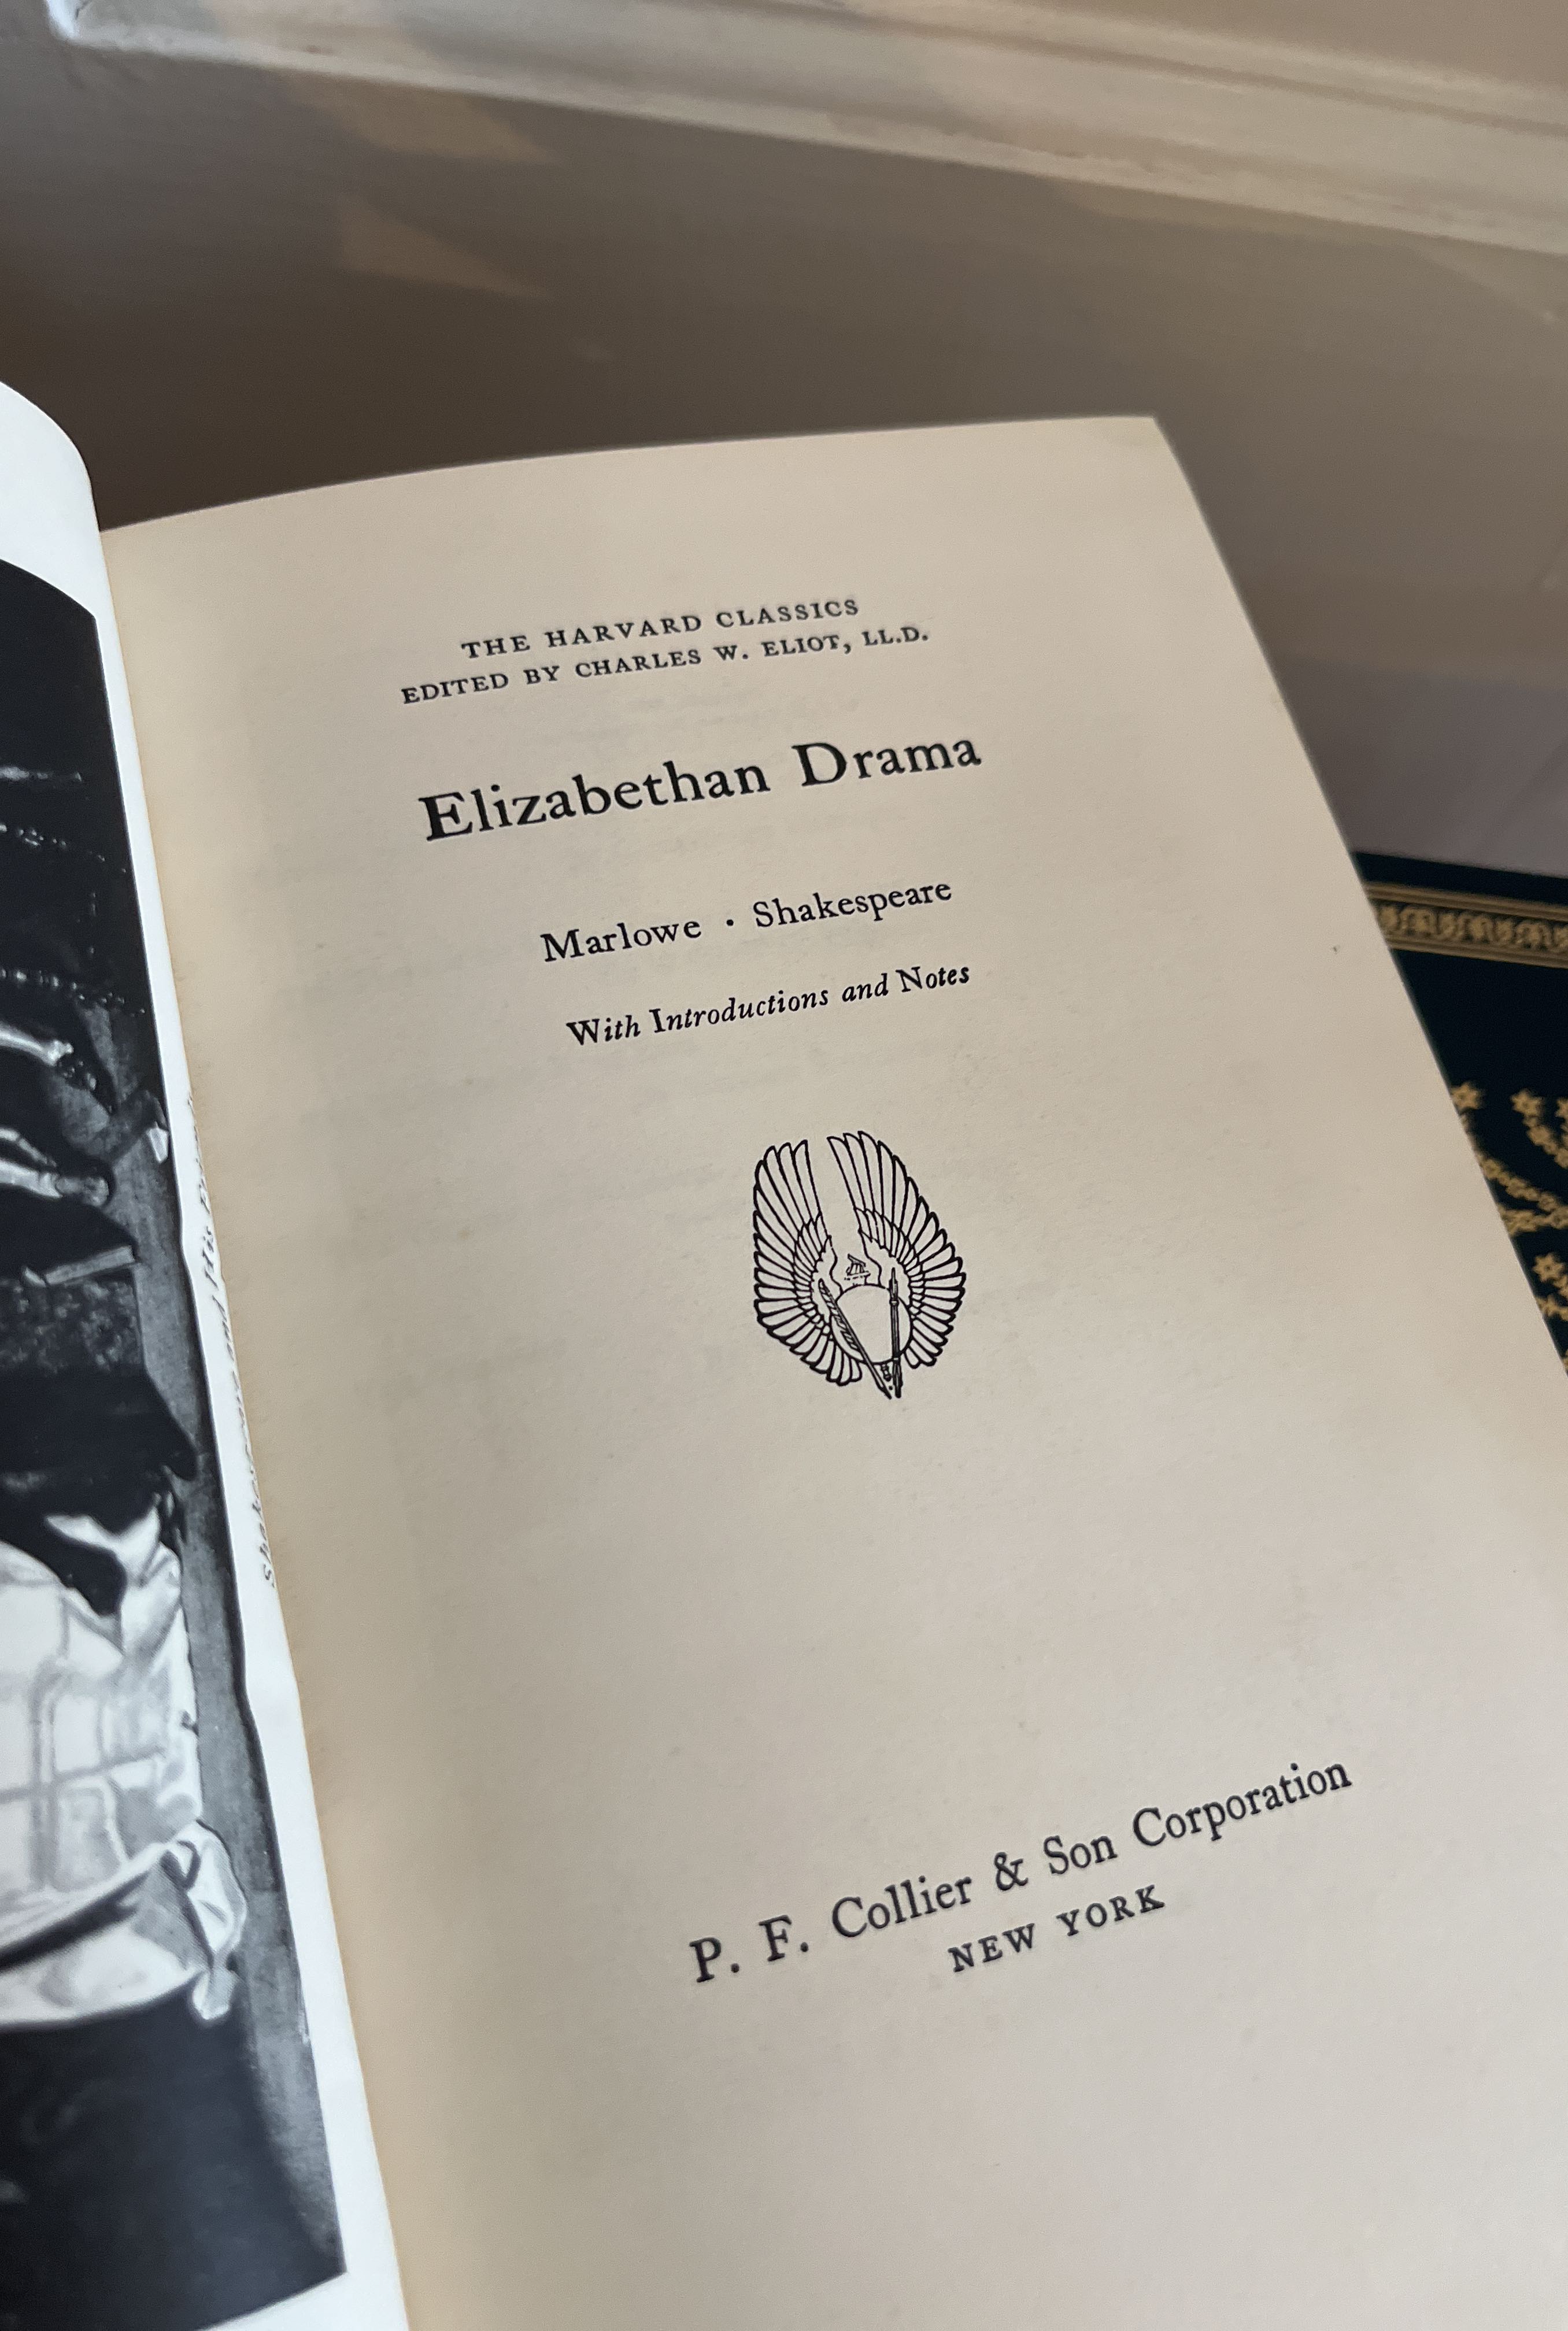 THE HARVARD CLASSICS
EDITED BY CHARLES W. ELIOT, LL.D.
Elizabethan Drama
Marlowe · Shakespeare
With Introductions and Notes
P. F. Collier & Son Corporation
NEW YORK